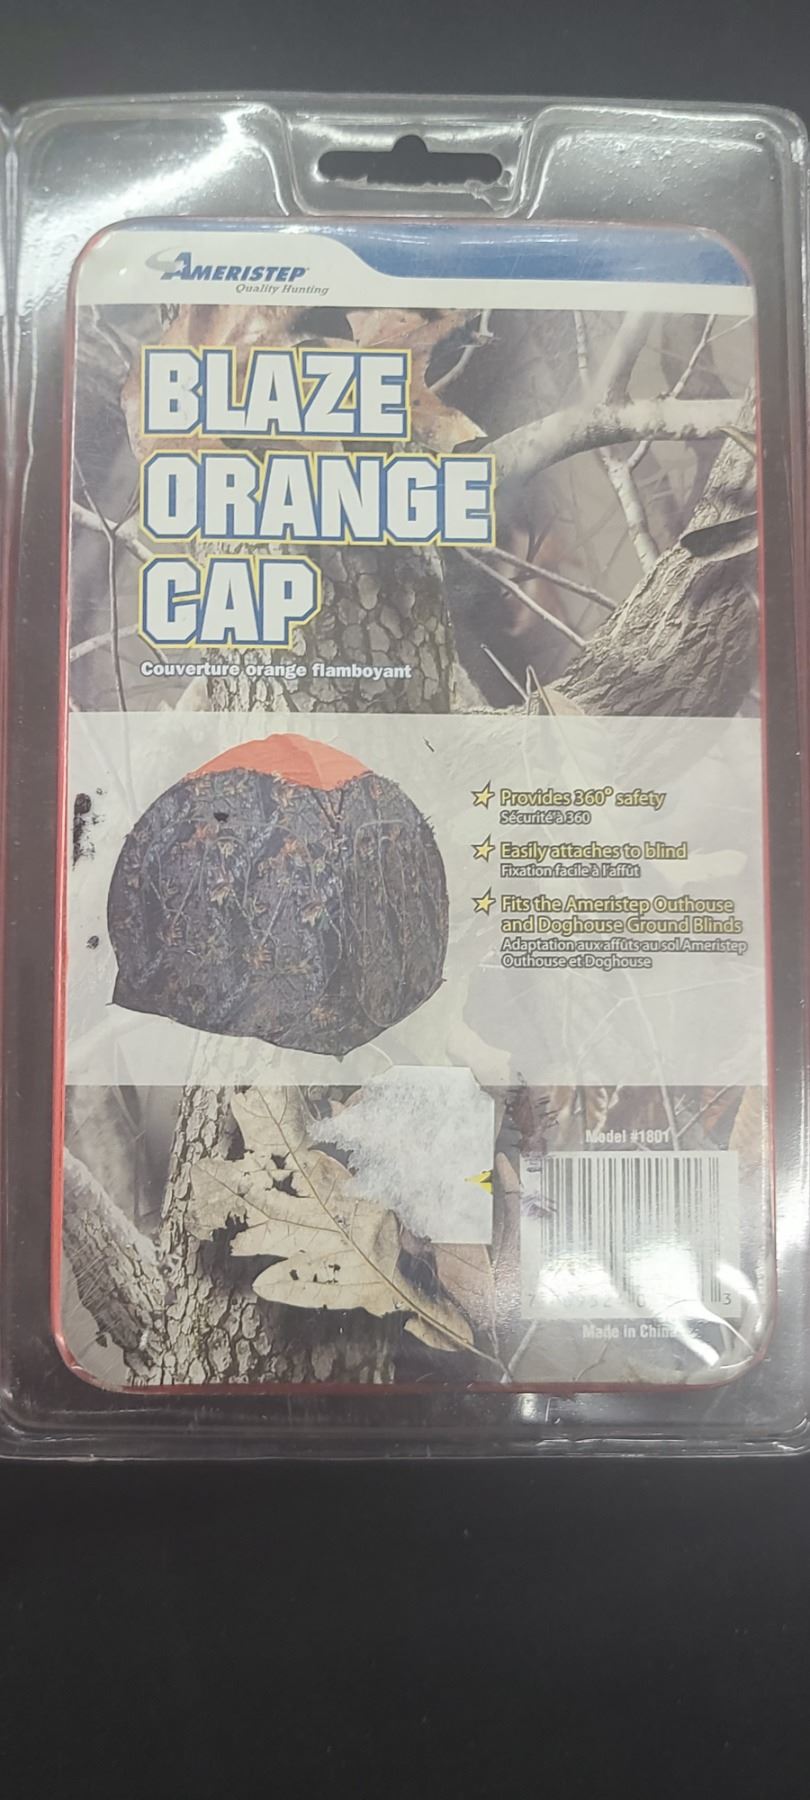 AMERISTEP®
Quality Hunting
BLAZE
ORANGE
CAP
Couverture orange flamboyant
Provides 360° safety
Sécurité à 360
Easily attaches to blind
Fixation facile à l'affût
Fits the Ameristep Outhouse
and Doghouse Ground Blinds
Adaptation aux affûts au sol Ameristep
Outhouse et Doghouse
Model #1801
7 3
Made in China